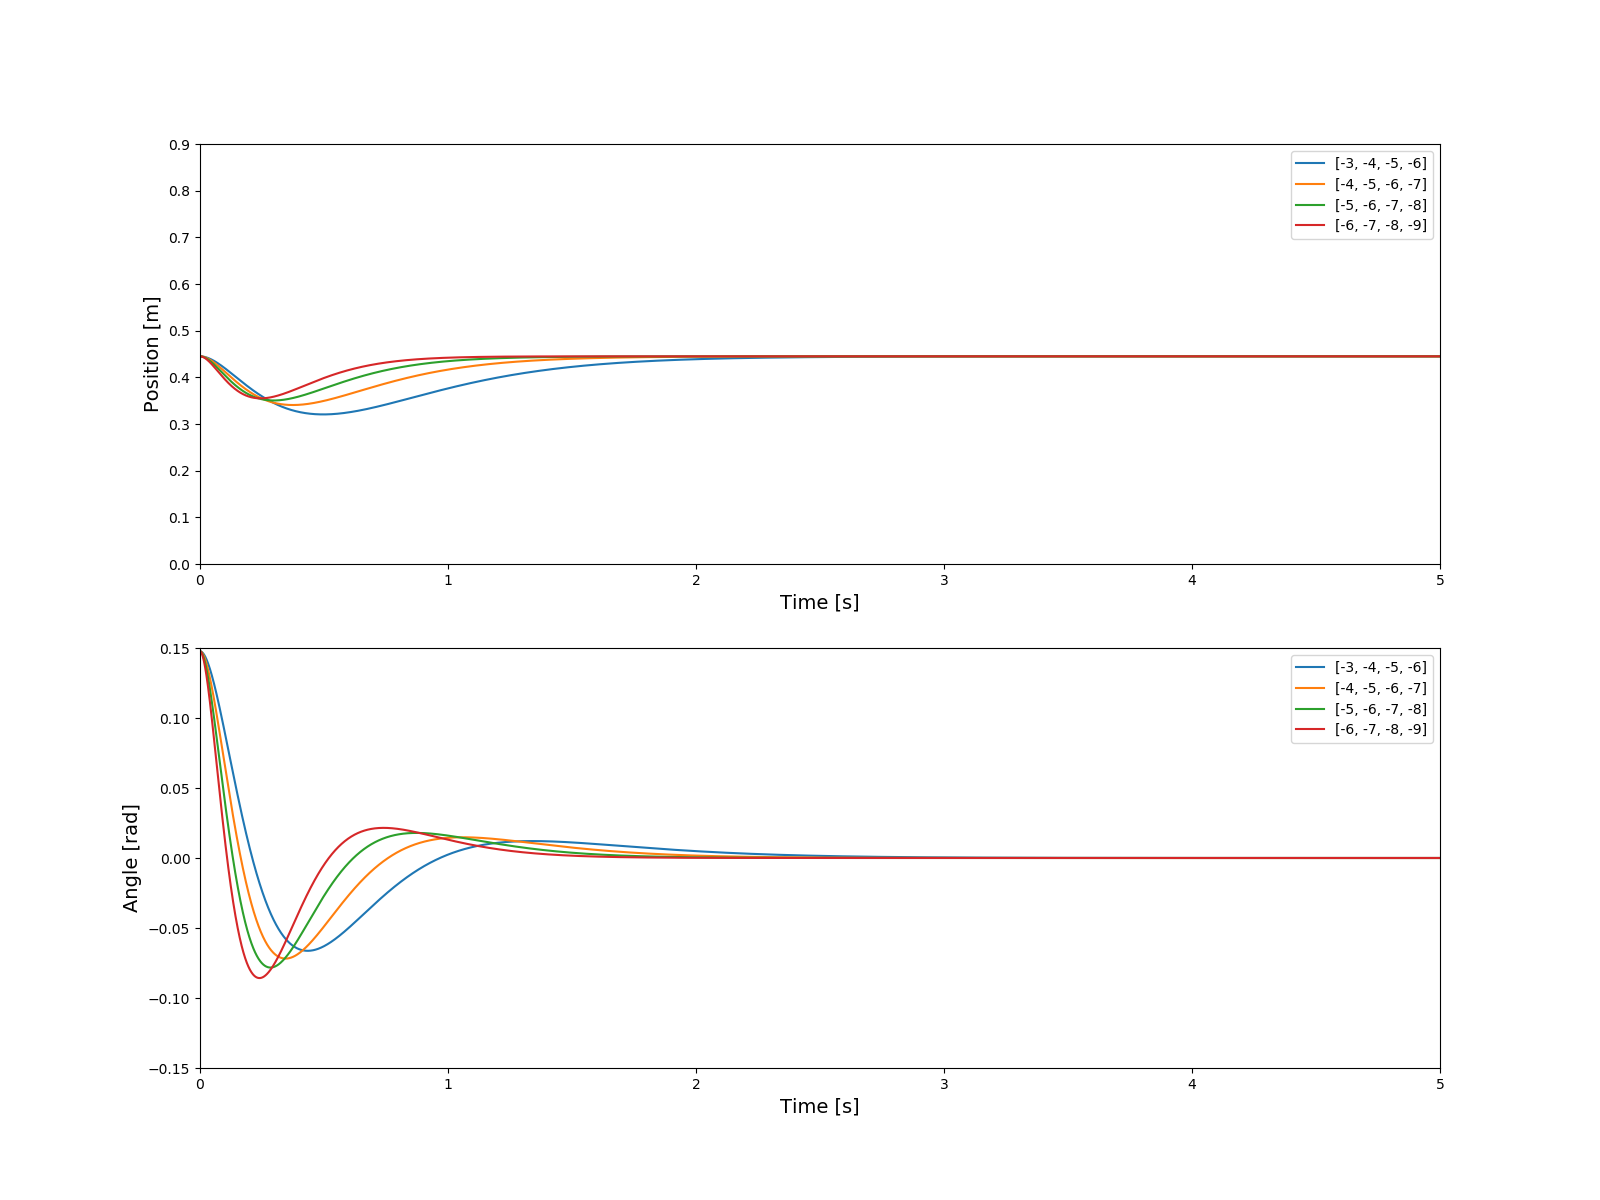 0.9
0.8
0.7
0.6
0.5
0.4
0.3
0.2
0.1
0.0
Position [m]
[-3, -4, -5, -6]
[-4, -5, -6, -7]
[-5, -6, -7, -8]
[-6, -7, -8, -9]
0 1 2 3 4 5
Time [s]
0.15
0.10
0.05
0.00
−0.05
−0.10
−0.15
Angle [rad]
[-3, -4, -5, -6]
[-4, -5, -6, -7]
[-5, -6, -7, -8]
[-6, -7, -8, -9]
0 1 2 3 4 5
Time [s]